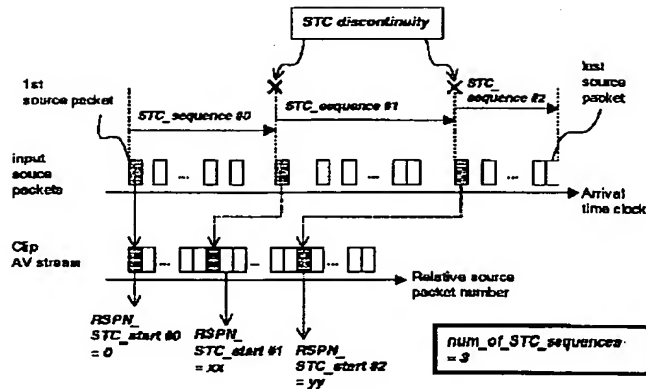 STC discontinuity
1st
source packet
STC_sequence #0
STC_sequence #1
STC_
sequence #2
last
source
packet
input
source
packets
...
...
...
...
Arrival
time clock
Clip
AV stream
...
...
...
Relative source
packet number
RSPN_
STC_start #0
= 0
RSPN_
STC_start #1
= xx
RSPN_
STC_start #2
= yy
num_of_STC_sequences
= 3